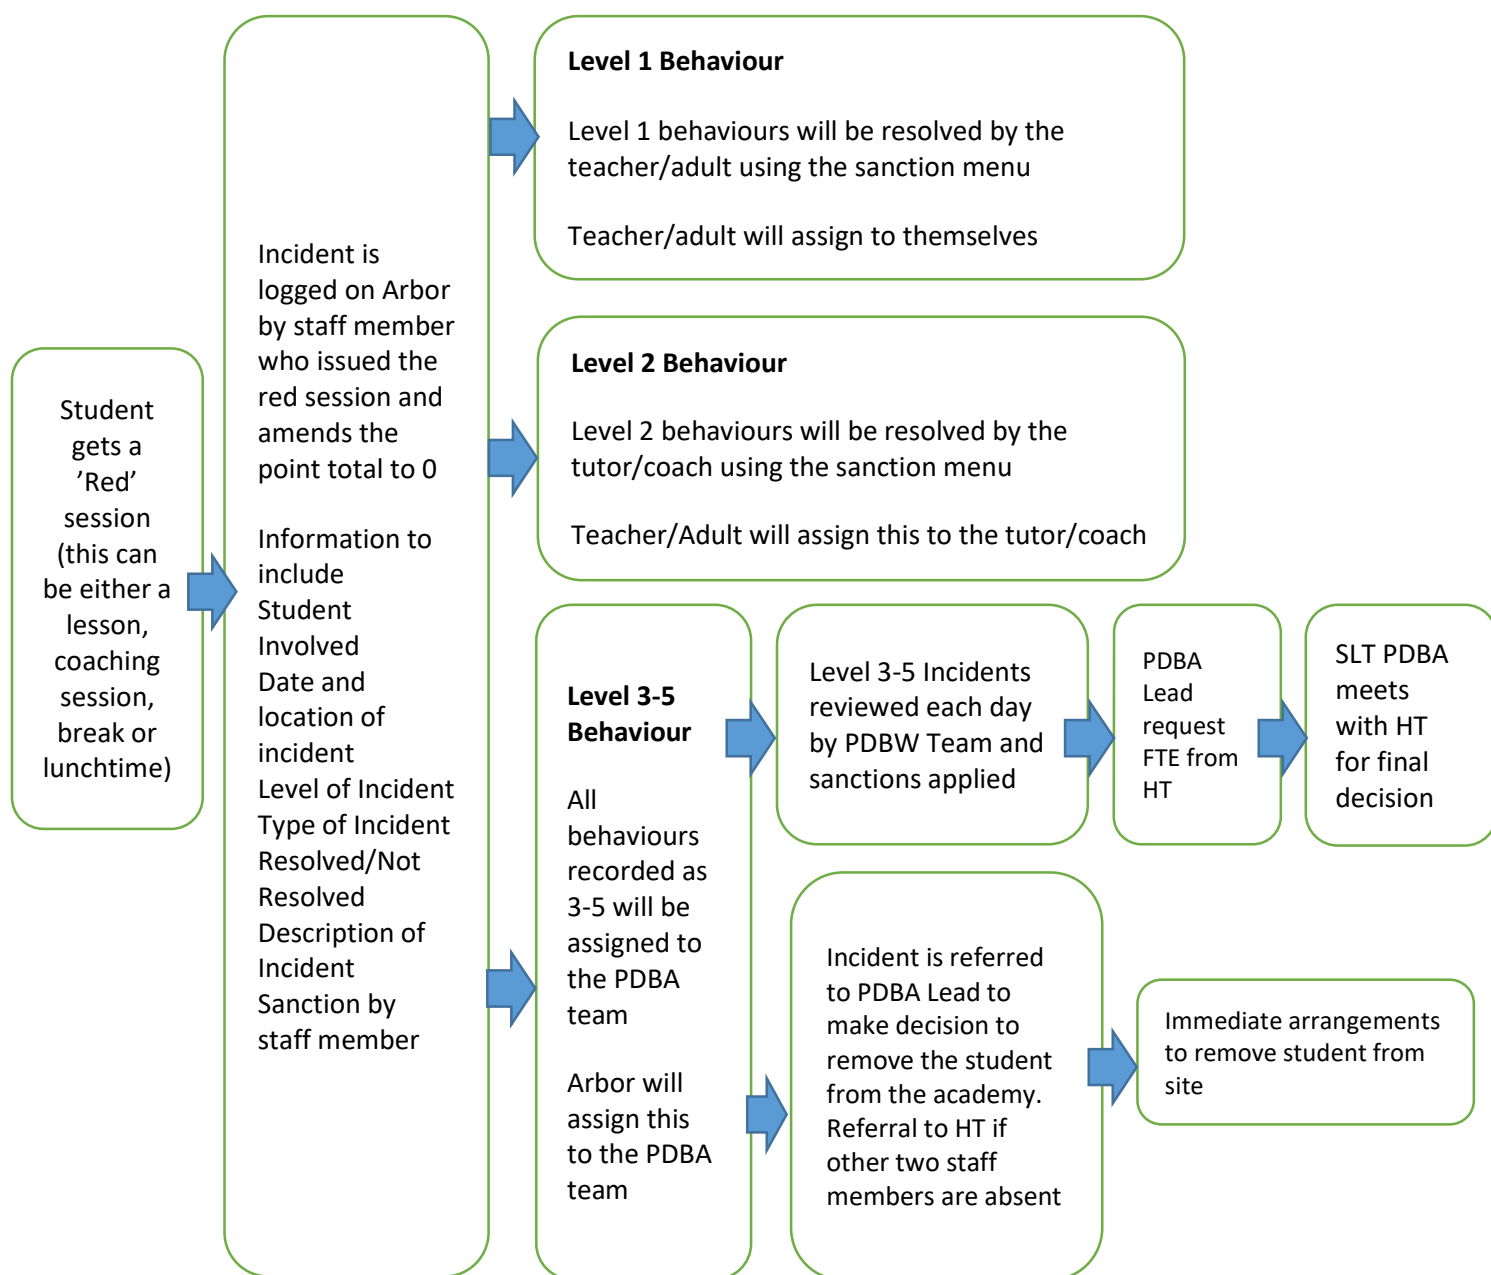 Student
gets a
’Red’
session
(this can
be either a
lesson,
coaching
session,
break or
lunchtime)
Incident is
logged on Arbor
by staff member
who issued the
red session and
amends the
point total to 0
Information to
include
Student
Involved
Date and
location of
incident
Level of Incident
Type of Incident
Resolved/Not
Resolved
Description of
Incident
Sanction by
staff member
Level 1 Behaviour
Level 1 behaviours will be resolved by the
teacher/adult using the sanction menu
Teacher/adult will assign to themselves
Level 2 Behaviour
Level 2 behaviours will be resolved by the
tutor/coach using the sanction menu
Teacher/Adult will assign this to the tutor/coach
Level 3-5
Behaviour
All
behaviours
recorded as
3-5 will be
assigned to
the PDBA
team
Arbor will
assign this
to the PDBA
team
Level 3-5 Incidents
reviewed each day
by PDBW Team and
sanctions applied
PDBA
Lead
request
FTE from
HT
SLT PDBA
meets
with HT
for final
decision
Incident is referred
to PDBA Lead to
make decision to
remove the student
from the academy.
Referral to HT if
other two staff
members are absent
Immediate arrangements
to remove student from
site